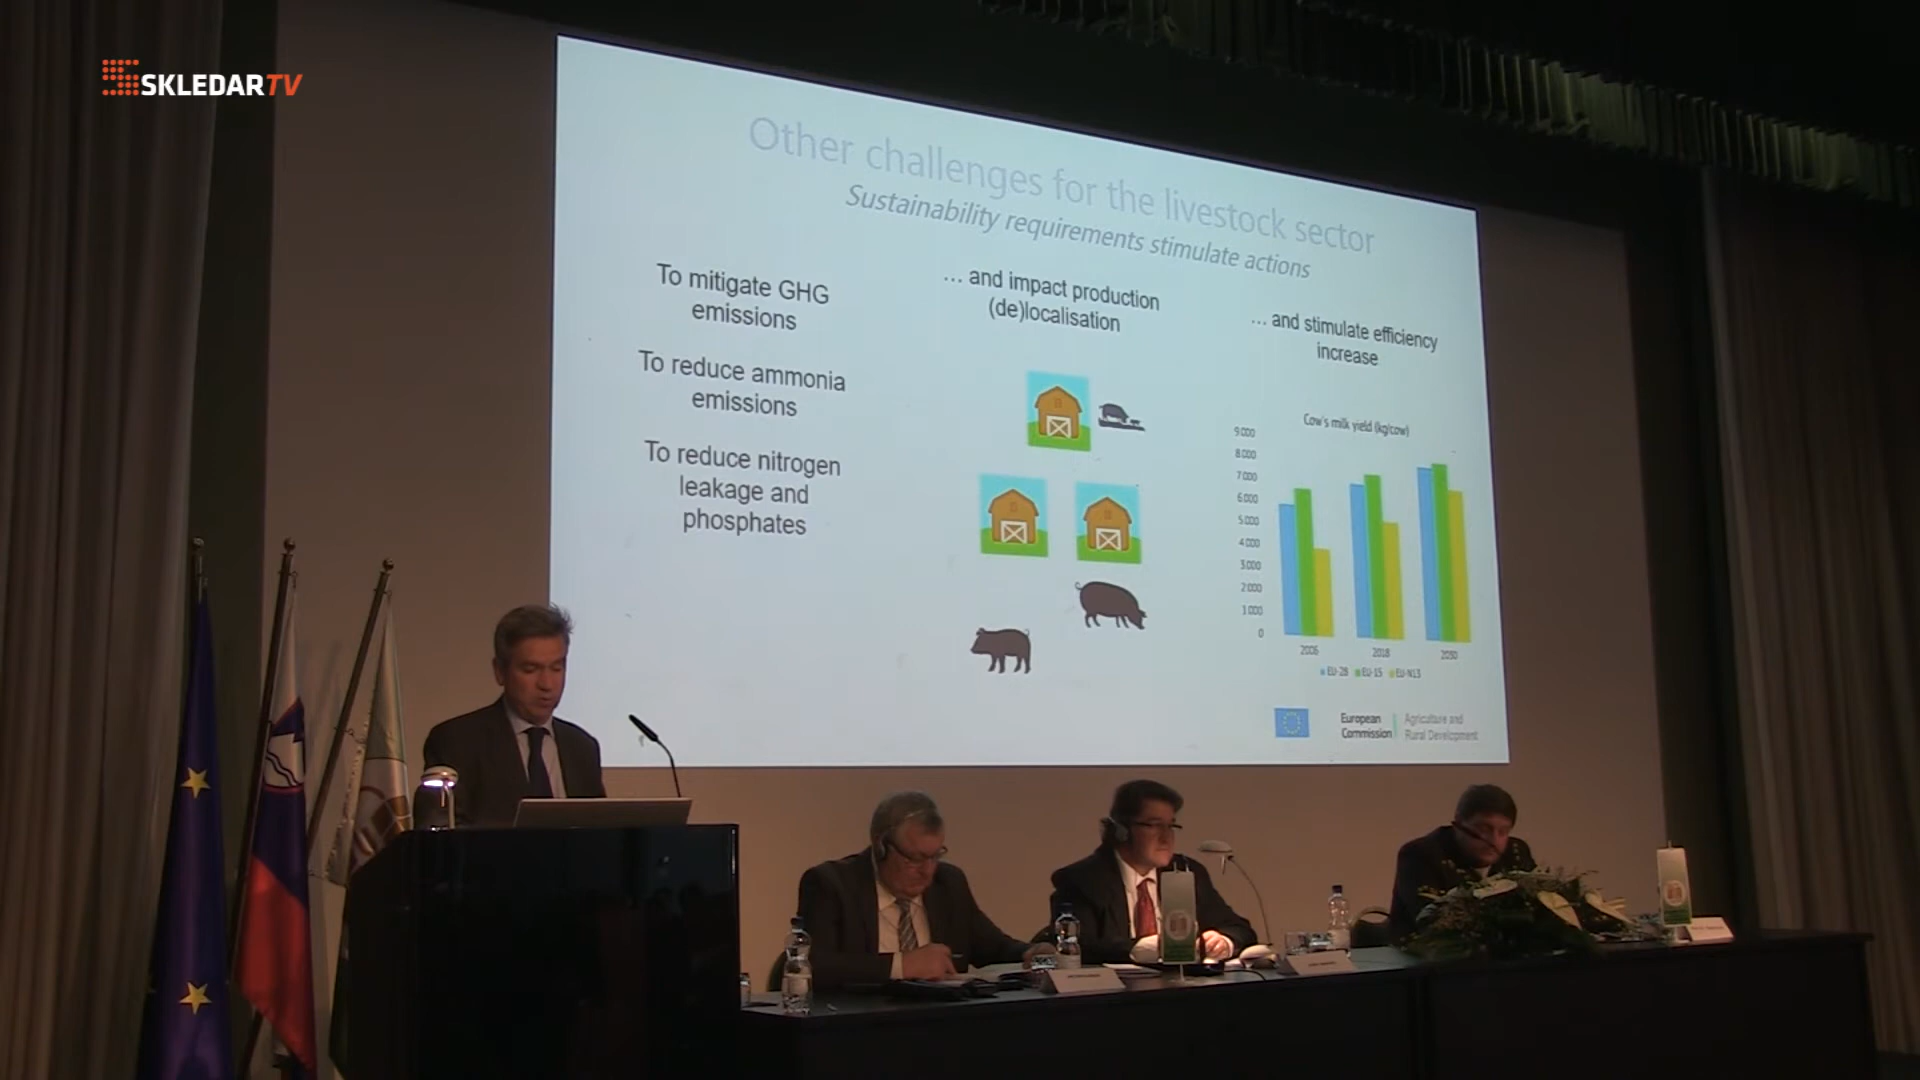 SKLEDARTV
Other challenges for the livestock sector
Sustainability requirements stimulate actions
To mitigate GHG
emissions
To reduce ammonia
emissions
To reduce nitrogen
leakage and
phosphates
... and impact production
(de)localisation
... and stimulate efficiency
increase
Cow's milk yield (kg/cow)
9 000
8 000
7 000
6 000
5 000
4 000
3 000
2 000
1 000
0
2006
2018
2030
EU-28 EU-15 EU-N13
European
Commission
Agriculture and
Rural Development